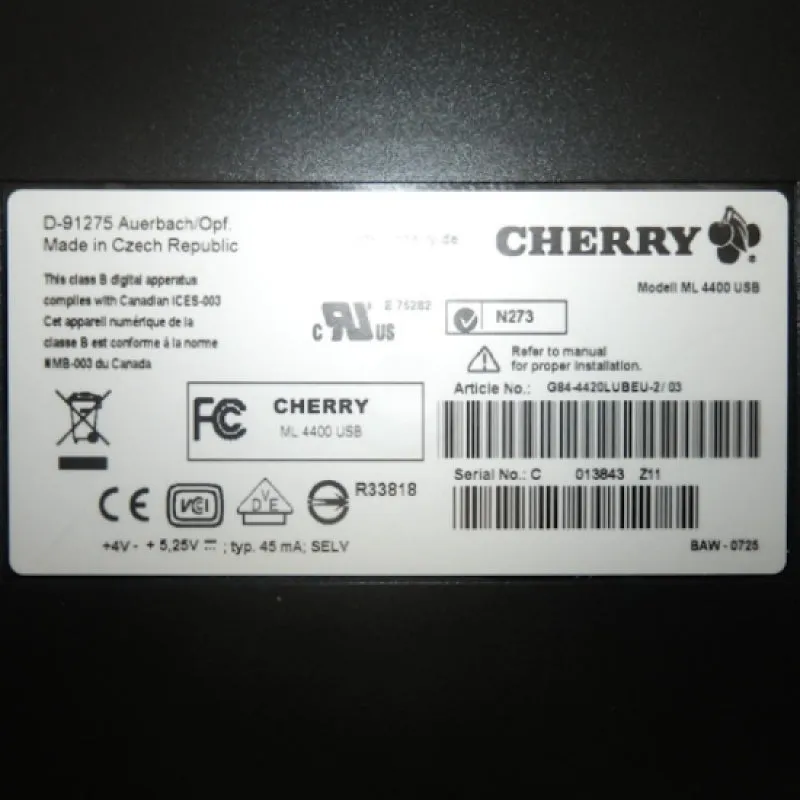 D-91275 Auerbach/Opf.
Made in Czech Republic
CHERRY
Modell ML 4400 USB
This class B digital apparatus
complies with Canadian ICES-003
Cet appareil numérique de la
classe B est conforme à la norme
NMB-003 du Canada
C US
E 75282
N273
Refer to manual
for proper installation.
FC
CHERRY
ML 4400 USB
Article No.: G84-4420LUBEU-2/ 03
Serial No.: C 013843 Z11
CE
VCI
VDE
R33818
+4V - + 5,25V ; typ. 45 mA; SELV
BAW - 0725